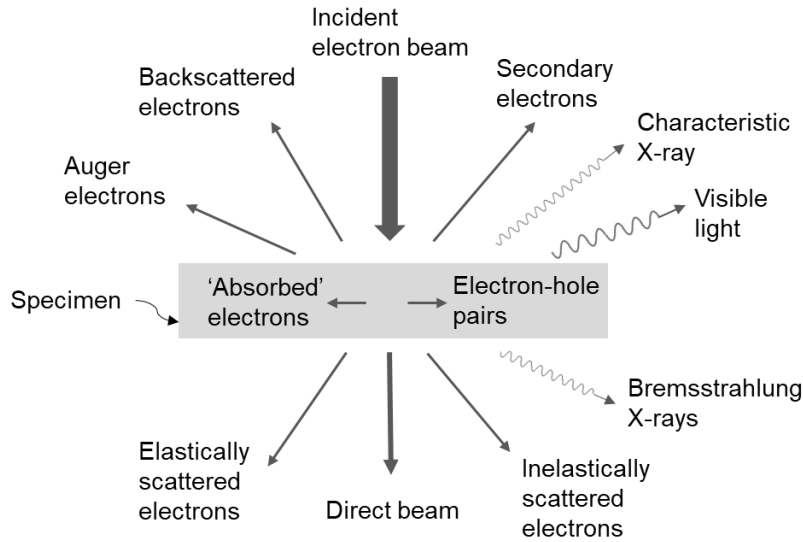 Incident
electron beam
Backscattered
electrons
Secondary
electrons
Characteristic
X-ray
Auger
electrons
Visible
light
Specimen
‘Absorbed’
electrons
Electron-hole
pairs
Bremsstrahlung
X-rays
Elastically
scattered
electrons
Direct beam
Inelastically
scattered
electrons